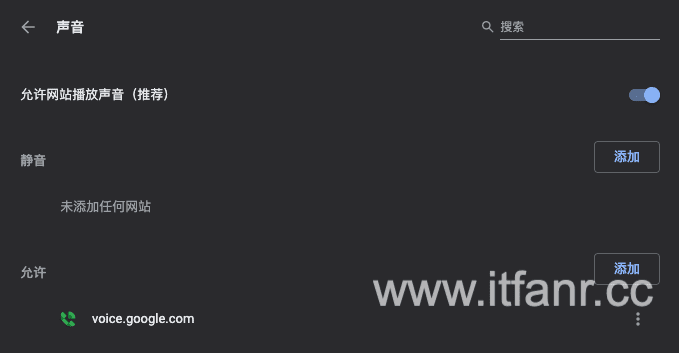 声音
搜索
允许网站播放声音（推荐）
静音
添加
未添加任何网站
允许
添加
www.itfanr.cc
voice.google.com